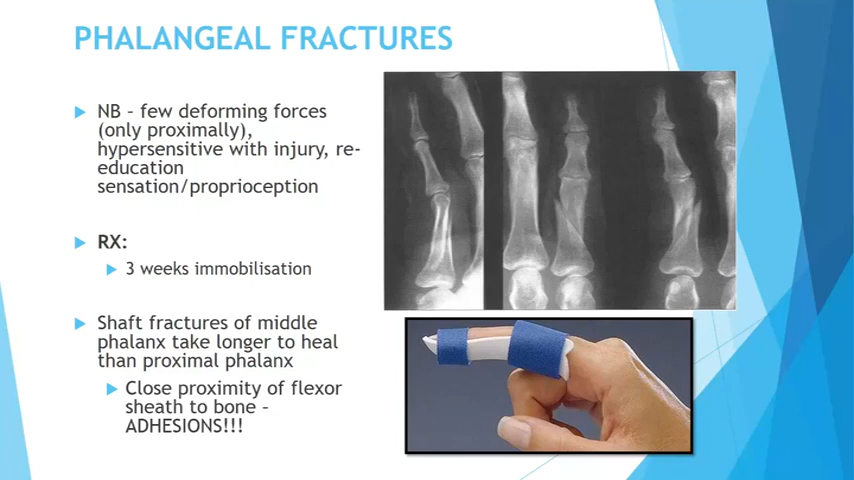 PHALANGEAL FRACTURES
NB – few deforming forces
(only proximally),
hypersensitive with injury, re-
education
sensation/proprioception
RX:
3 weeks immobilisation
Shaft fractures of middle
phalanx take longer to heal
than proximal phalanx
Close proximity of flexor
sheath to bone –
ADHESIONS!!!